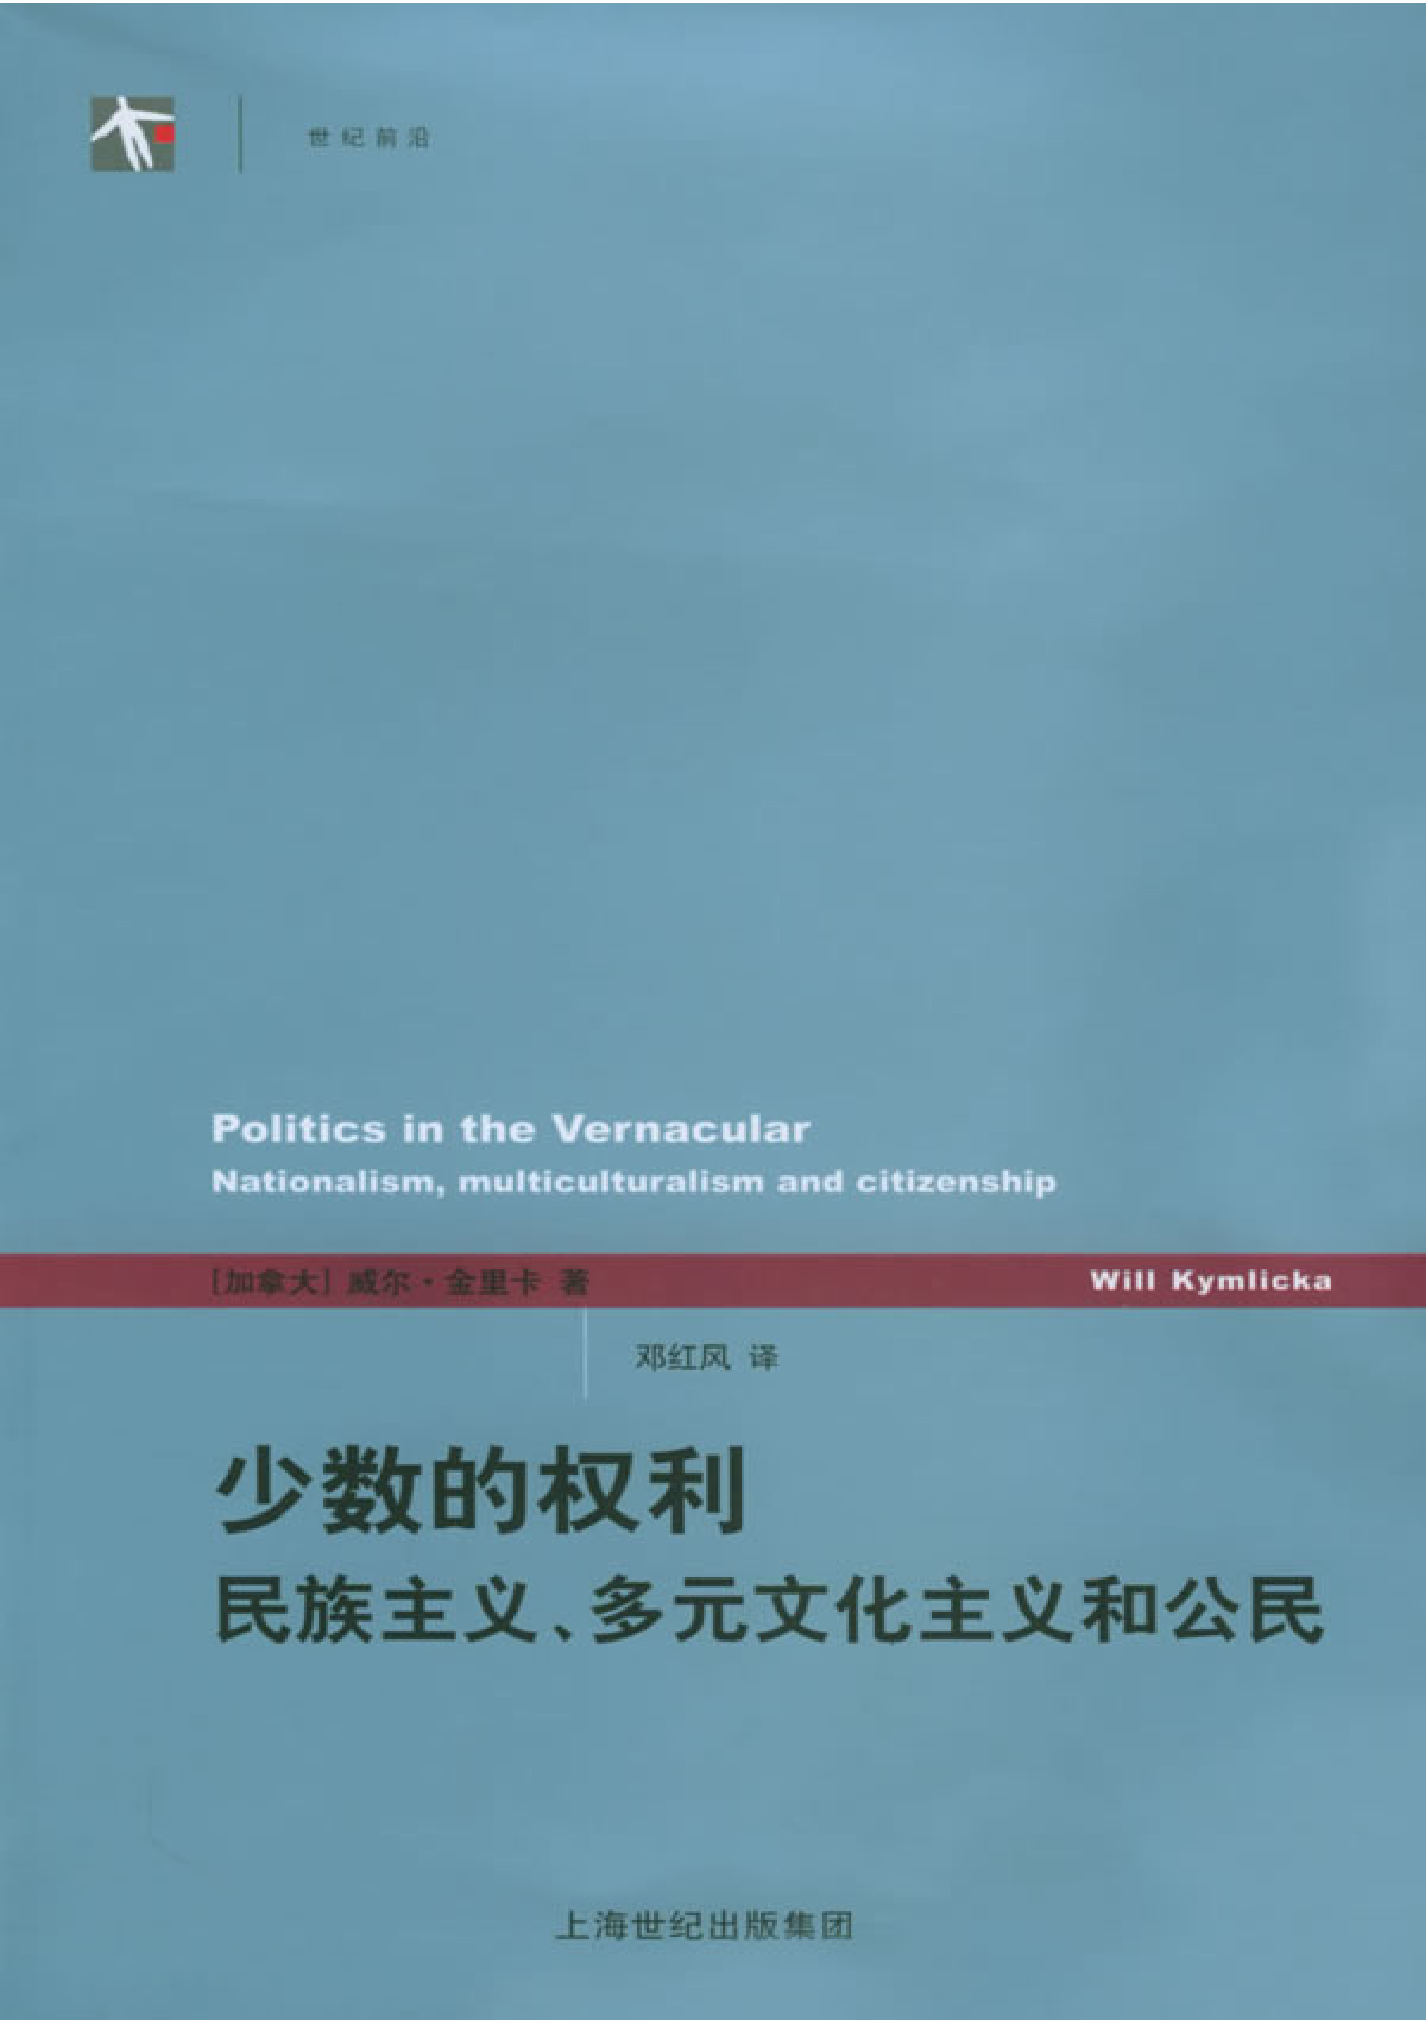 世纪前沿
Politics in the Vernacular
Nationalism, multiculturalism and citizenship
[加拿大] 威尔·金里卡 著 Will Kymlicka
邓红风 译
少数的权利
民族主义、多元文化主义和公民
上海世纪出版集团